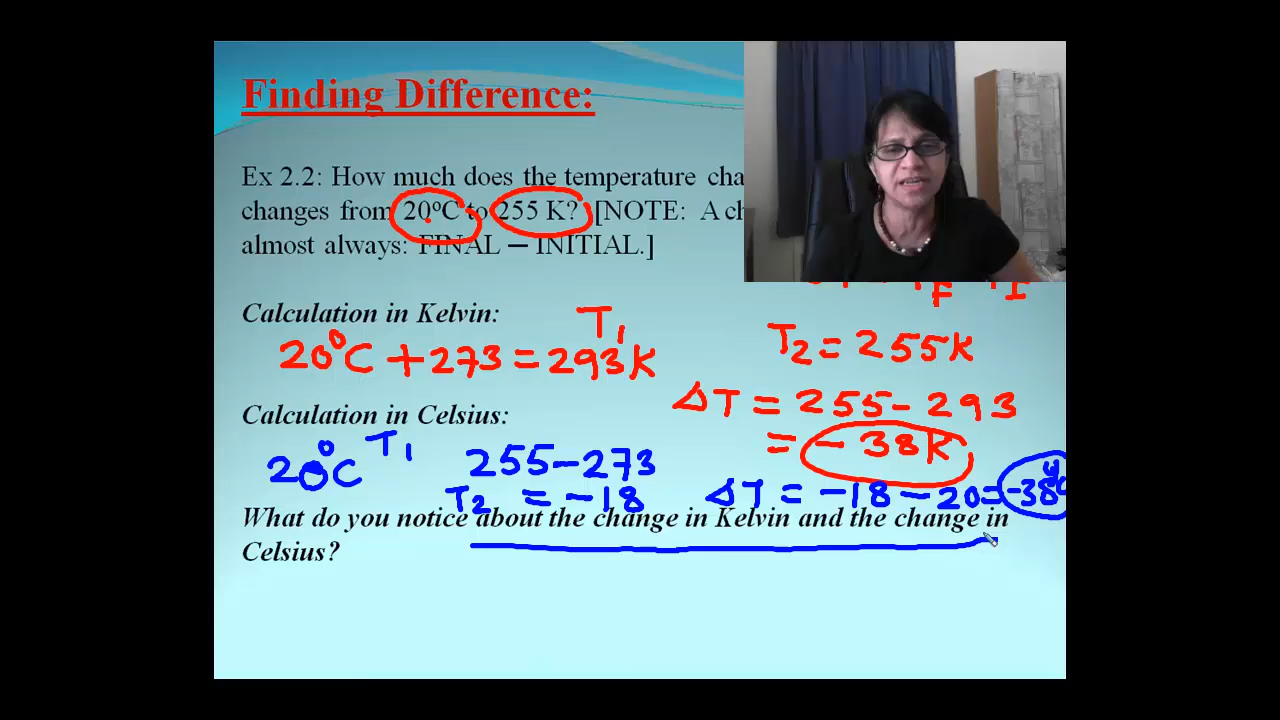 Finding Difference:
Ex 2.2: How much does the temperature cha
changes from 20°C to 255 K? [NOTE: A ch
almost always: FINAL — INITIAL.]
Calculation in Kelvin:
T1
20°C + 273 = 293K
T2 = 255K
ΔT = 255 - 293
= - 38K
Calculation in Celsius:
20°C T1
255 - 273
T2 = -18
ΔT = -18 - 20 = -38
What do you notice about the change in Kelvin and the change in
Celsius?